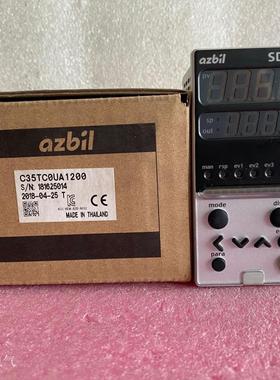 azbil
C35TC0UA1200
S/N: 181625014
2018-04-25 T
MADE IN THAILAND
azbil
SD
PV
sp
out
man rsp ev1 ev2
mode
para